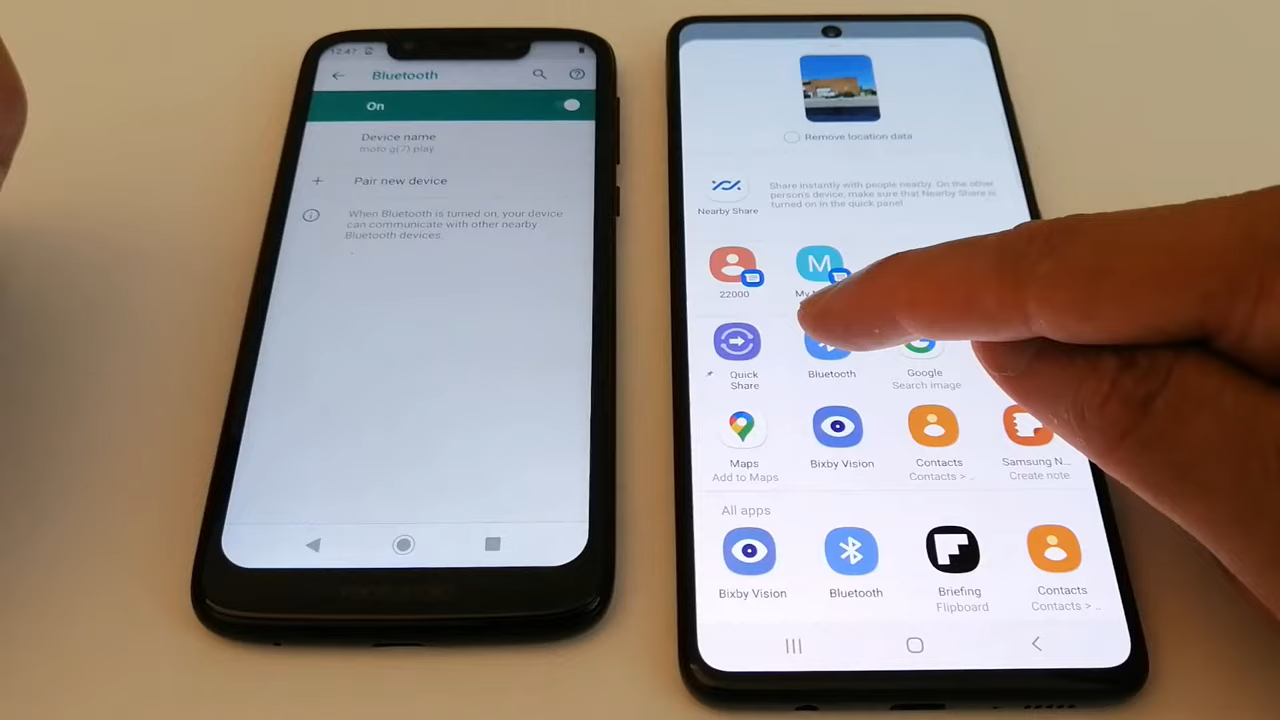 12:47
Bluetooth
On
Device name
moto g(7) play
Pair new device
When Bluetooth is turned on, your device
can communicate with other nearby
Bluetooth devices.
Remove location data
Nearby Share
Share instantly with people nearby. On the other
person's device, make sure that Nearby Share is
turned on in the quick panel
M
22000
My
Quick
Share
Bluetooth
Google
Search image
Maps
Add to Maps
Bixby Vision
Contacts
Contacts > ..
Samsung N...
Create note
All apps
Bixby Vision
Bluetooth
Briefing
Flipboard
Contacts
Contacts > ..